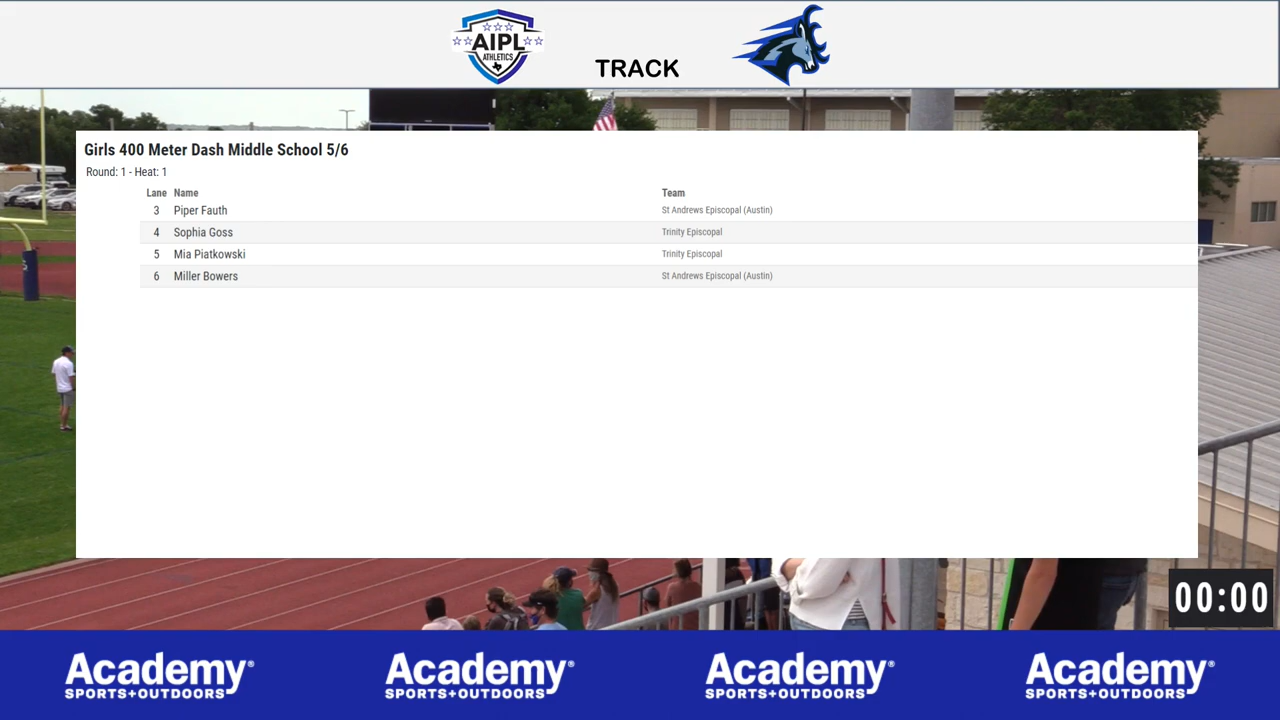 AIPL
ATHLETICS
TRACK
Girls 400 Meter Dash Middle School 5/6
Round: 1 - Heat: 1
Lane Name Team
3 Piper Fauth St Andrews Episcopal (Austin)
4 Sophia Goss Trinity Episcopal
5 Mia Piatkowski Trinity Episcopal
6 Miller Bowers St Andrews Episcopal (Austin)
00:00
Academy® Academy® Academy® Academy®
SPORTS+OUTDOORS SPORTS+OUTDOORS SPORTS+OUTDOORS SPORTS+OUTDOORS